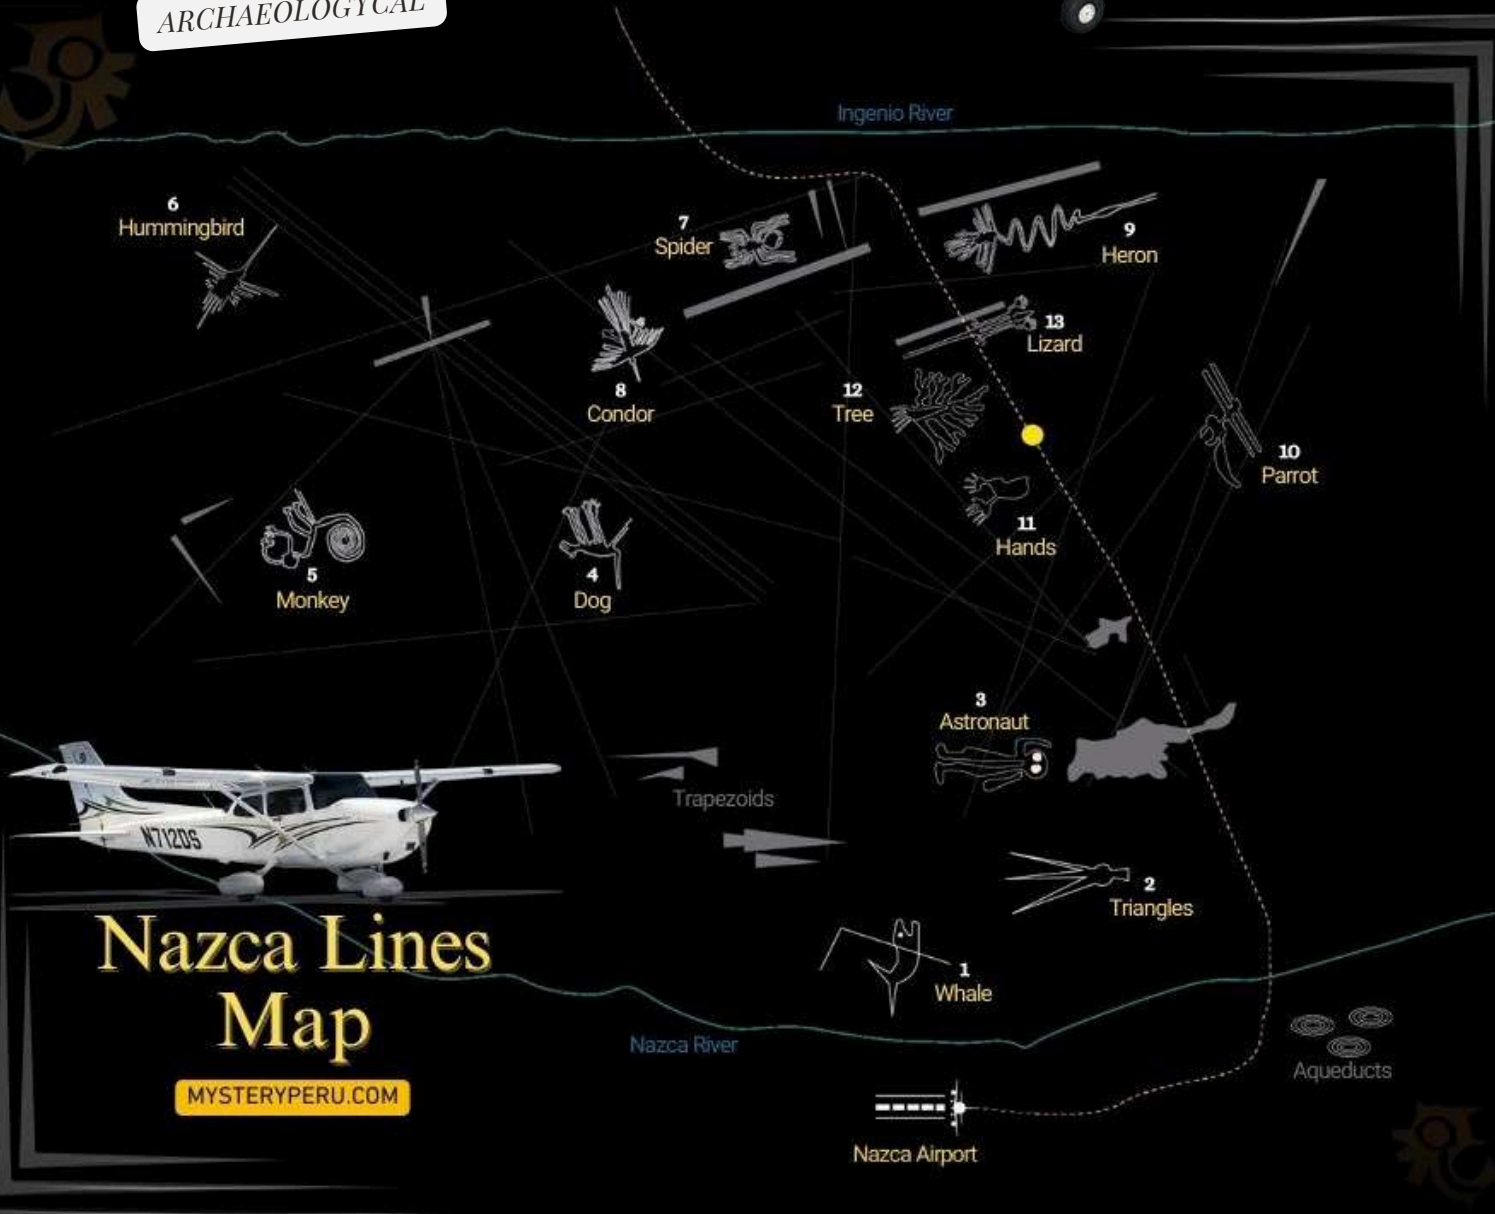 ARCHAEOLOGYCAL
Ingenio River
6
Hummingbird
7
Spider
9
Heron
13
Lizard
8
Condor
12
Tree
10
Parrot
11
Hands
5
Monkey
4
Dog
3
Astronaut
Trapezoids
N712DS
2
Triangles
Nazca Lines
Map
1
Whale
Nazca River
MYSTERYPERU.COM
Aqueducts
Nazca Airport